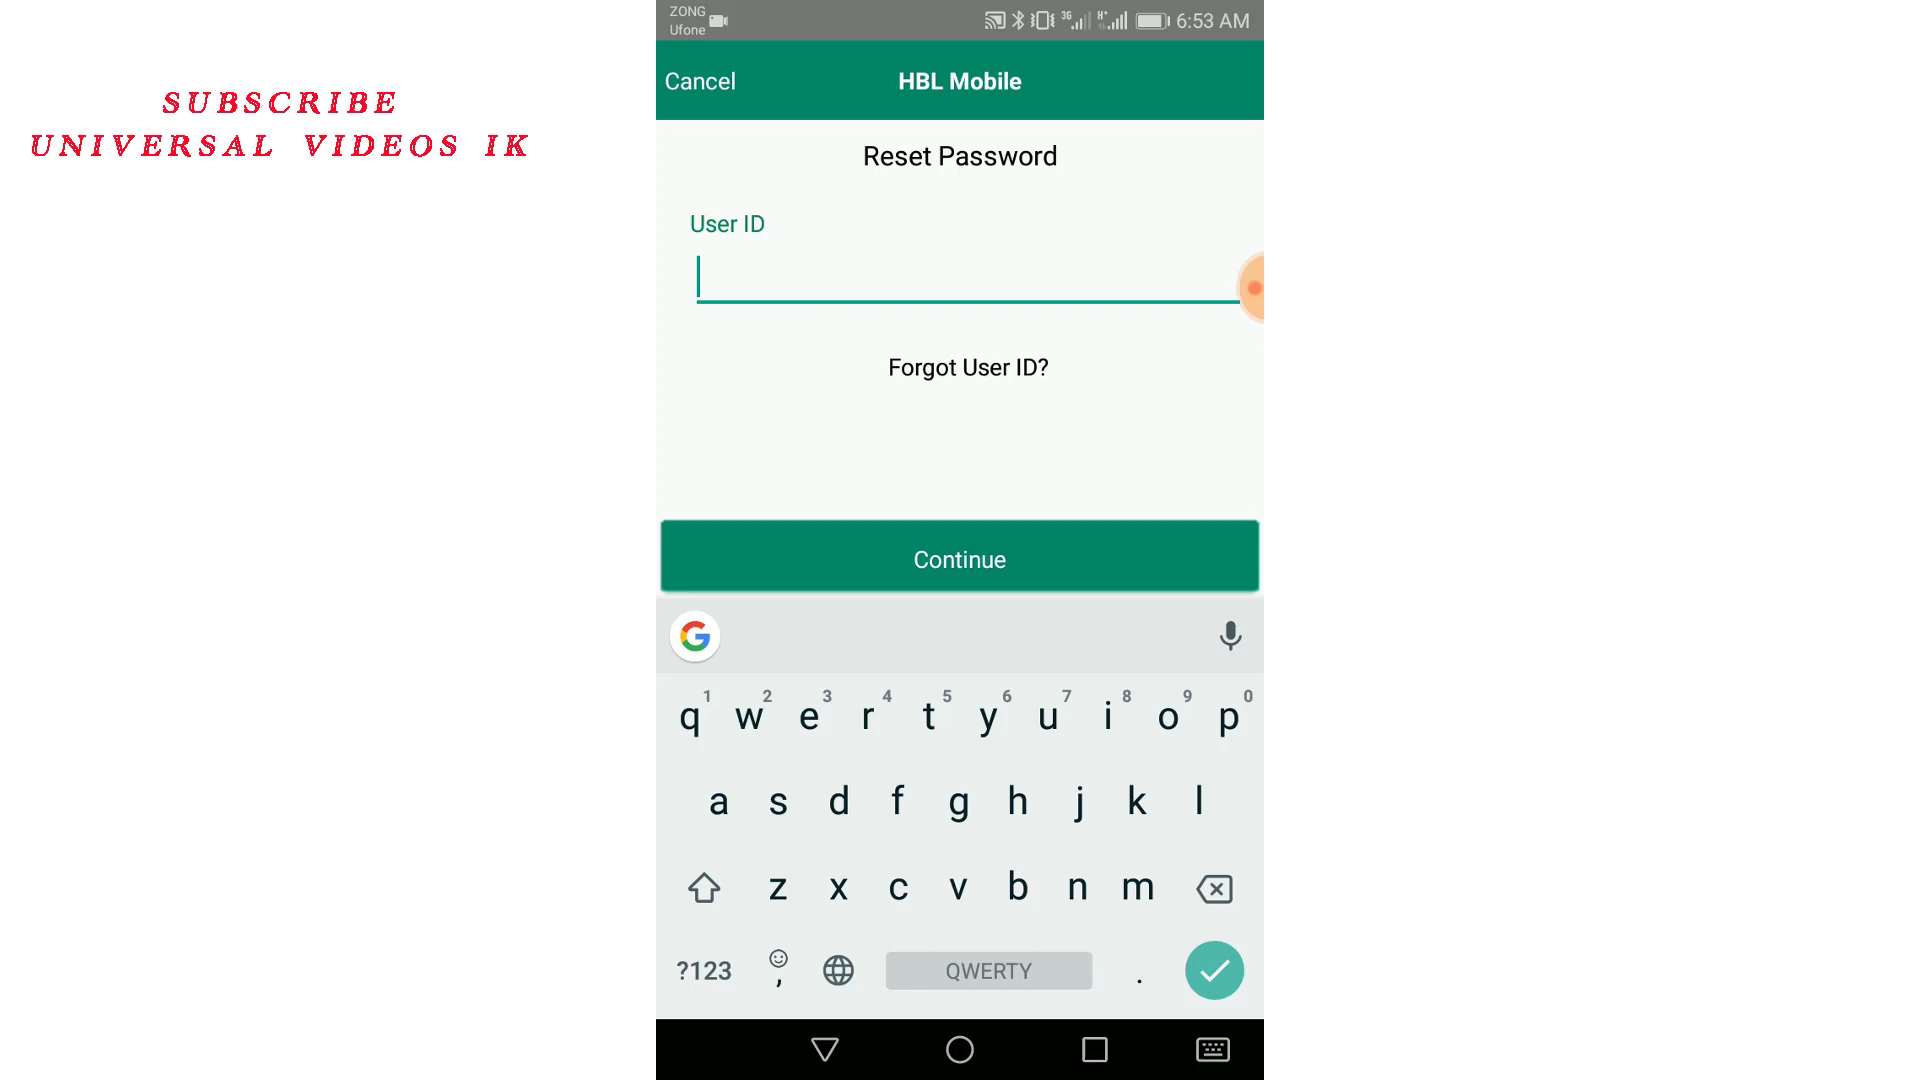 ZONG
Ufone
3G H+ 6:53 AM
SUBSCRIBE
UNIVERSAL VIDEOS IK
Cancel HBL Mobile
Reset Password
User ID
Forgot User ID?
Continue
G
1 2 3 4 5 6 7 8 9 0
q w e r t y u i o p
a s d f g h j k l
z x c v b n m
?123 , QWERTY .